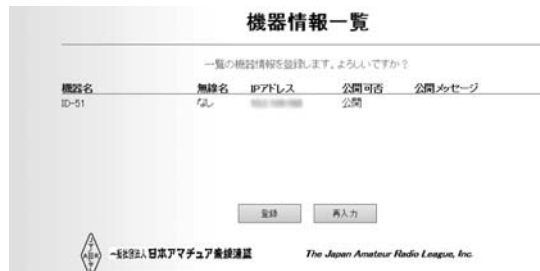 機器情報一覧
一覧の機器情報を登録します。よろしいですか?
機器名 無線名 IPアドレス 公開可否 公開メッセージ
ID-51 なし 公開
登録 再入力
一般社団法人日本アマチュア無線連盟 The Japan Amateur Radio League, Inc.